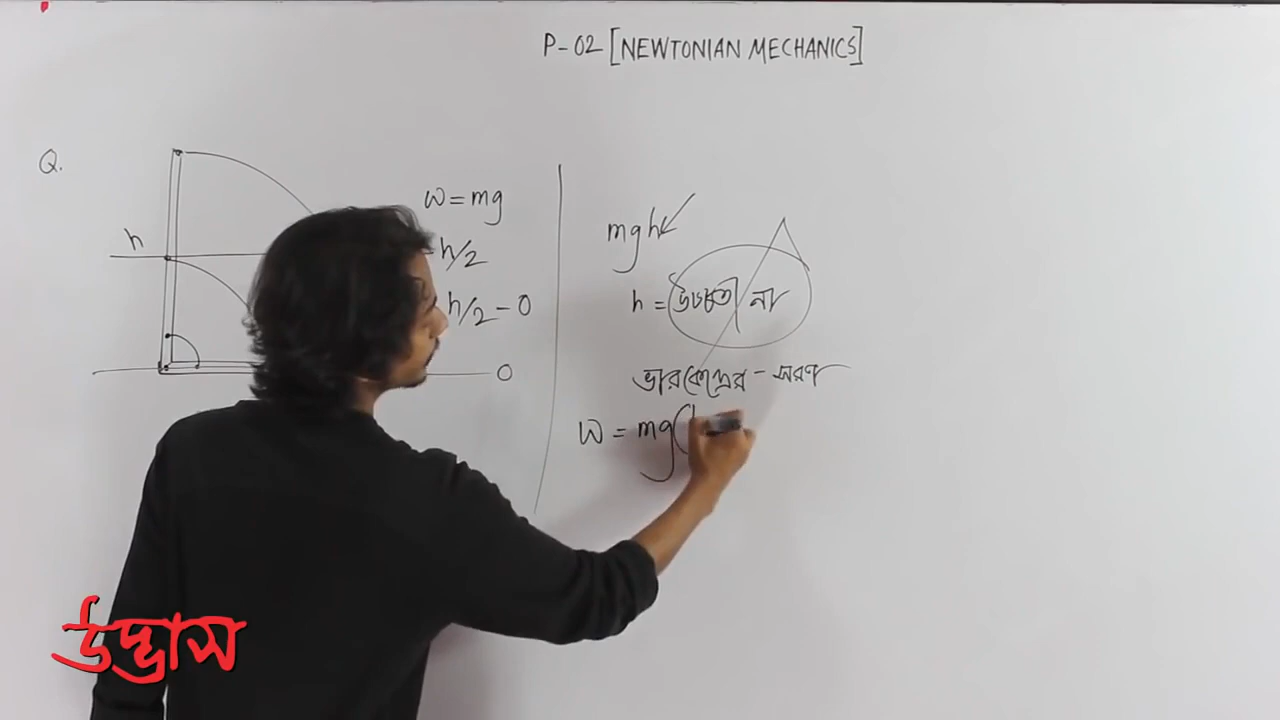 P-02 [NEWTONIAN MECHANICS]
Q.
h
W = mg
h/2
h/2 - 0
0
mgh
h = উচ্চতা না
ভারকেন্দ্রের - সরণ
W = mg(
উদ্ভাস